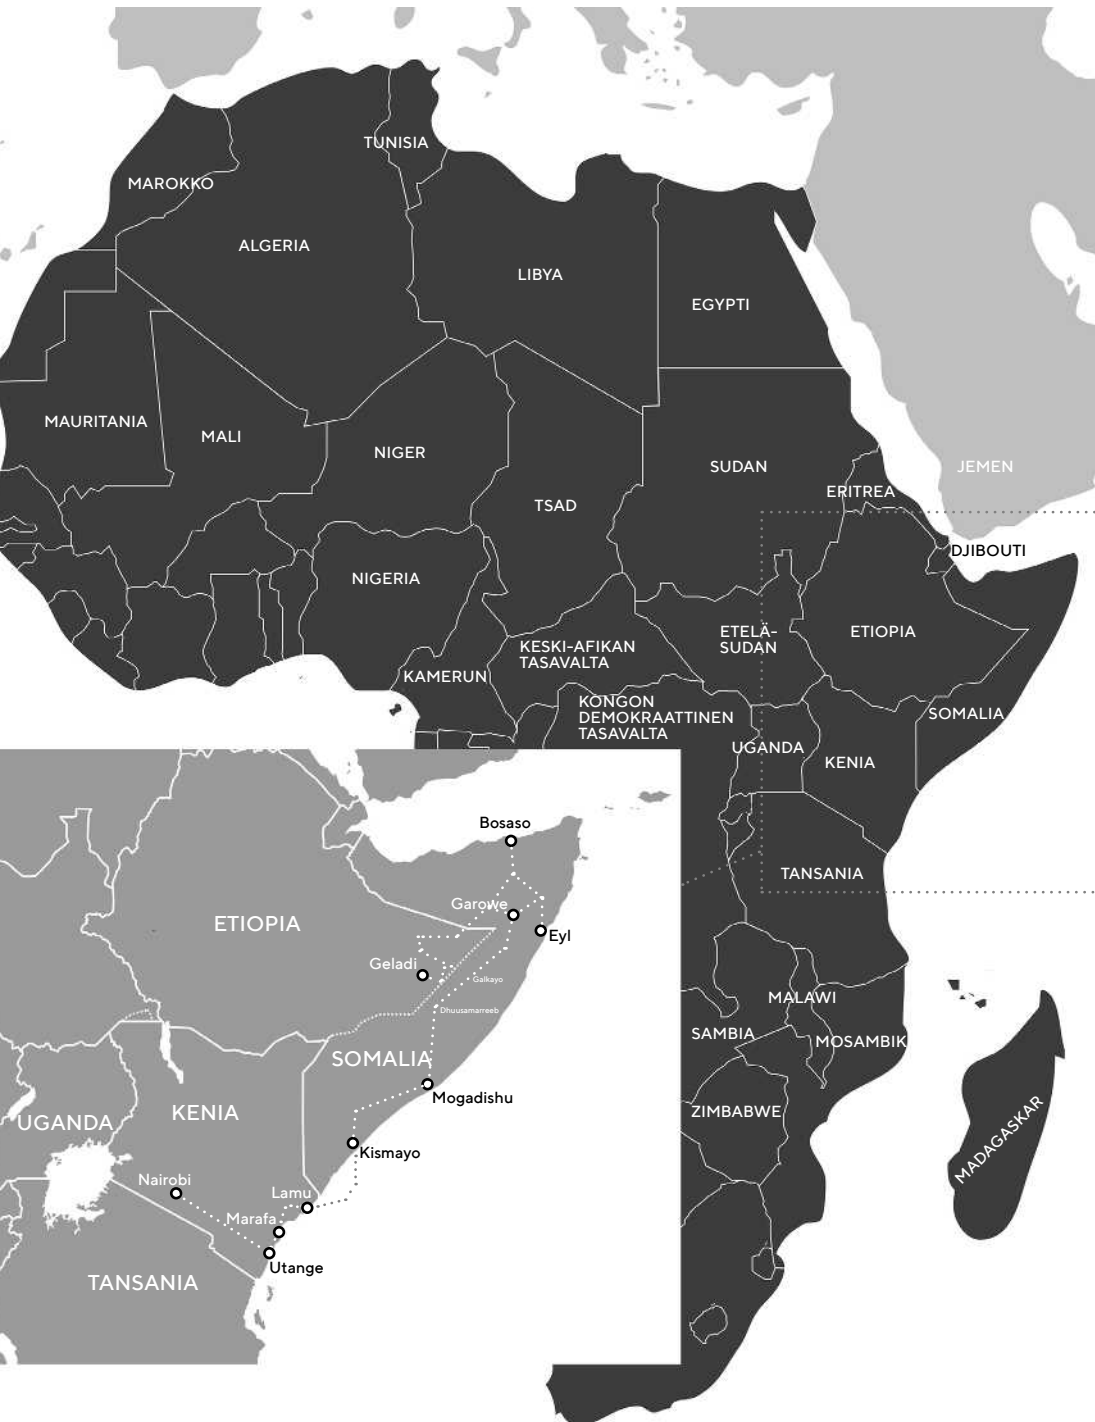 TUNISIA
MAROKKO
ALGERIA
LIBYA
EGYPTI
MAURITANIA
MALI
NIGER
SUDAN
JEMEN
ERITREA
TSAD
DJIBOUTI
NIGERIA
ETIOPIA
ETELÄ-
SUDAN
KESKI-AFIKAN
TASAVALTA
KAMERUN
KONGON
DEMOKRAATTINEN
TASAVALTA
SOMALIA
UGANDA
KENIA
TANSANIA
MALAWI
SAMBIA
MOSAMBIK
ZIMBABWE
MADAGASKAR
Bosaso
Garowe
ETIOPIA
Eyl
Geladi
Galkayo
Dhuusamarreeb
SOMALIA
Mogadishu
KENIA
UGANDA
Kismayo
Nairobi
Lamu
Marafa
Utange
TANSANIA